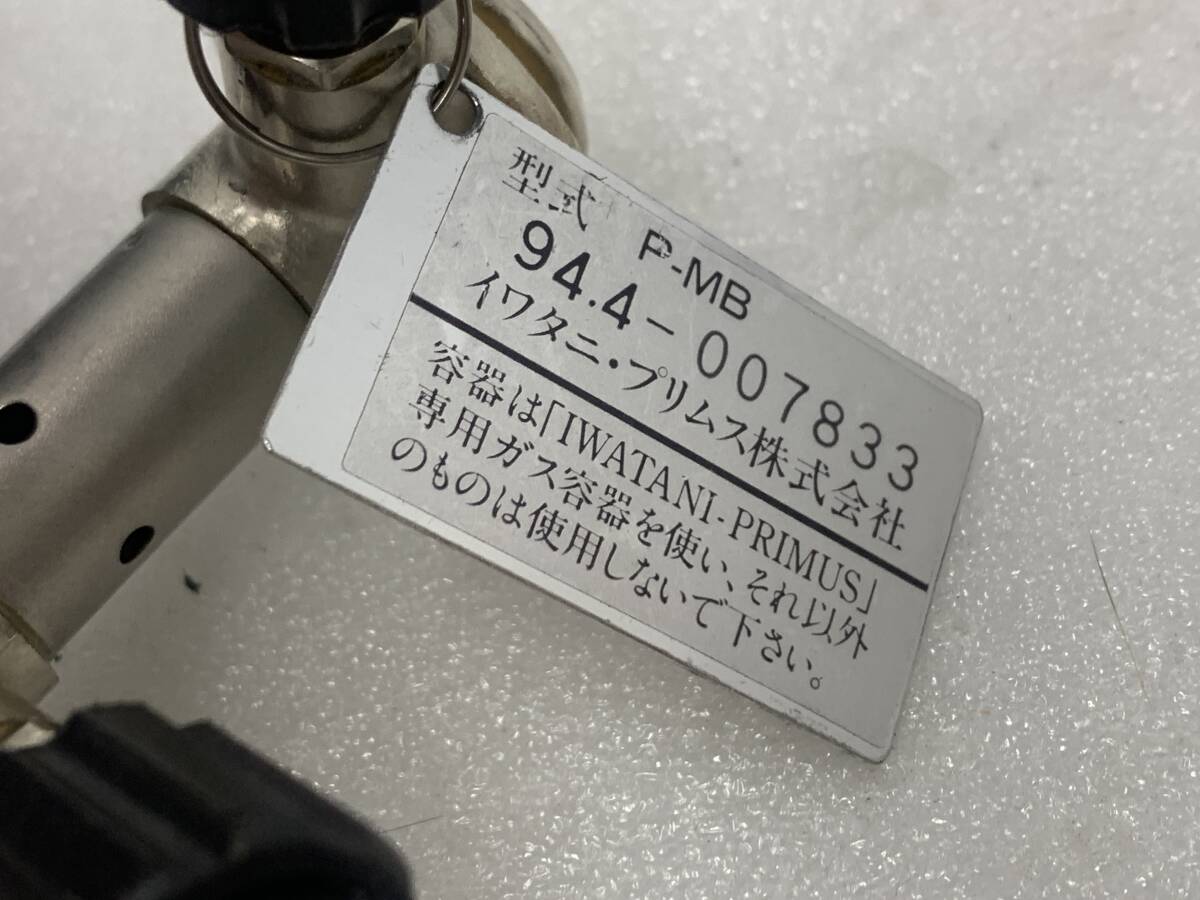 型式 P-MB
94.4-007833
イワタニ・プリムス株式会社
容器は「IWATANI-PRIMUS」
専用ガス容器を使い、それ以外
のものは使用しないで下さい。